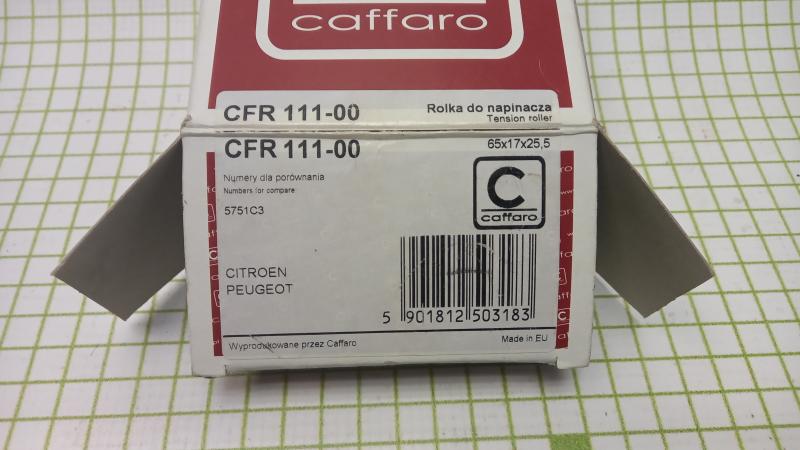 caffaro
CFR 111-00
Rolka do napinacza
Tension roller
CFR 111-00
65x17x25,5
Numery dla porównania
Numbers for compare
5751C3
C
caffaro
CITROEN
PEUGEOT
5 901812 503183
Wyprodukowane przez Caffaro
Made in EU